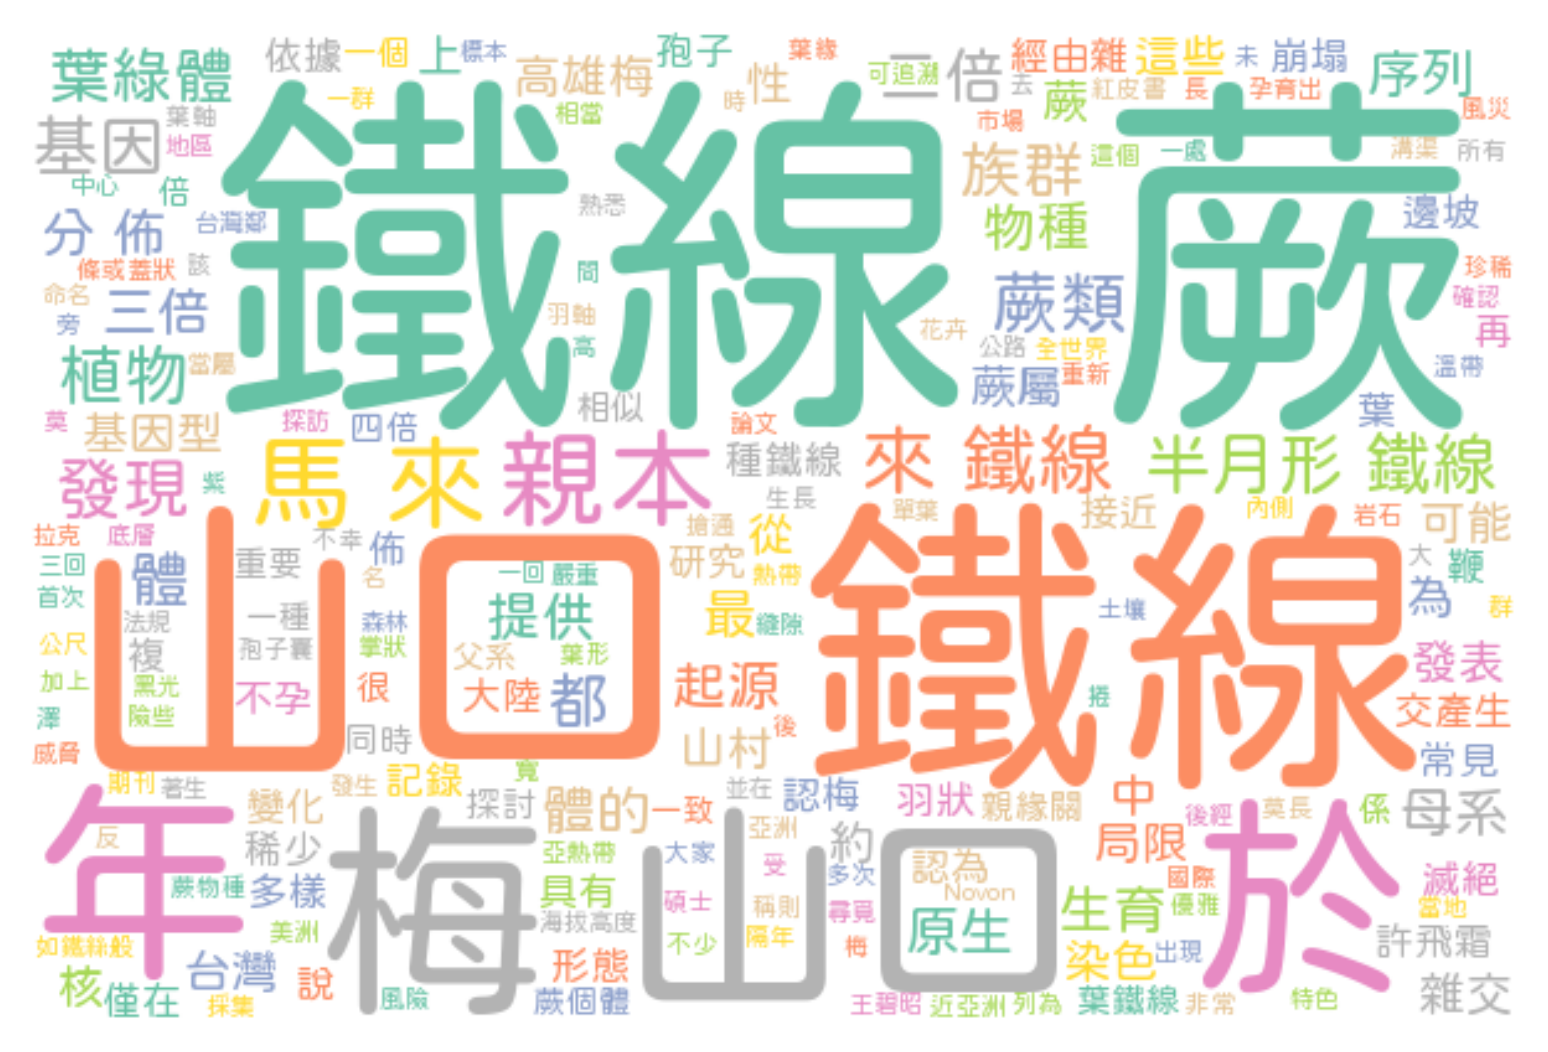 葉綠體 依據 一個 上 標本 高雄梅 孢子 性 葉緣 可追溯 二倍 去 經由雜 這些 未 崩塌 序列
一群 相當 時 蕨 紅皮書 長 孕育出 風災
基因 葉軸 地區 市場
鐵線 蕨
中心 倍 族群 這個 一處 溝渠 所有
分 佈 台灣鄰 熟悉 物種 邊坡
條或蓋狀 該 間 珍稀
命名 三倍 羽軸 花卉 蕨類 確認
旁 高 公路 全世界 再
植物 當屬 蕨屬 重新 溫帶
莫 基因型 探訪 四倍 相似 論文 葉
發現 紫 馬 來 親本 種鐵線 來 鐵線 半月形 鐵線
生長
拉克 底層 不幸 佈 搶通 從 單葉 接近 內側 岩石 可能
山口 鐵線
三回 體 重要 名 一回 嚴重 研究 熱帶 大 鞭
首次 一種 森林 提供 最 縫隙 土壤 為 群
法規
公尺 複 孢子囊 掌狀 父系 葉形 發表
加上 黑光 不孕 很 大陸 都 起源 捲 交產生
澤 險些
威脅 同時 山村 後 常見
期刊 著生 發生 記錄 寬 並在 認梅 羽狀 親緣關 中 後經 莫長 係 母系
年 梅山口 於
反 變化 探討 體的 一致 亞洲 約 局限
稀少 亞熱帶 大家 受 多次 認為 國際 滅絕
蕨物種 多樣 具有 碩士 稱則 尋覓 Novon 生育 優雅 當地
如鐵絲般 美洲 海拔高度 不少 隔年 梅 原生 染色 出現 許飛霜
核 僅在 台灣 說 形態
採集 風險 蕨個體 王碧昭 近亞洲 列為 葉鐵線 非常 特色 雜交